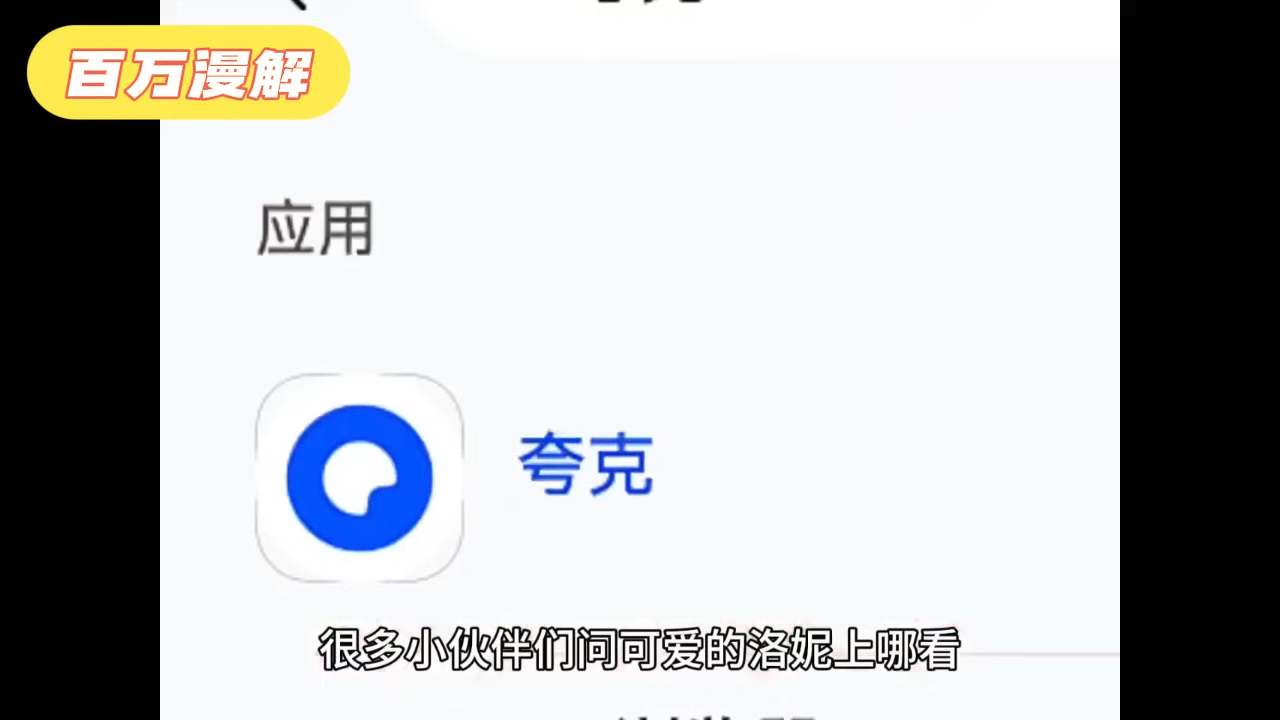 百万漫解
应用
夸克
很多小伙伴们问可爱的洛妮上哪看